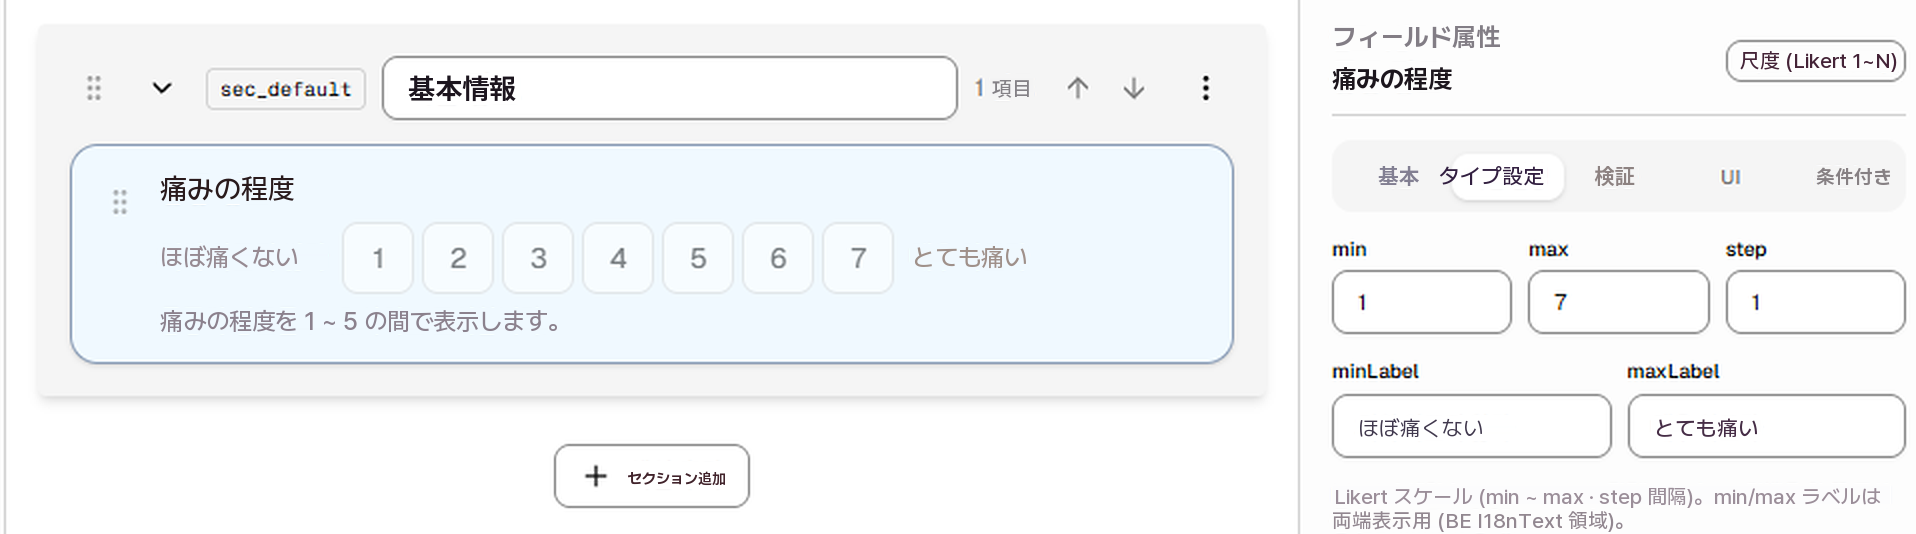 sec_default
基本情報
1 項目
痛みの程度
ほぼ痛くない 1 2 3 4 5 6 7 とても痛い
痛みの程度を 1 ~ 5 の間で表示します。
セクション追加
フィールド属性
痛みの程度
尺度 (Likert 1~N)
基本 タイプ設定 検証 UI 条件付き
min max step
1 7 1
minLabel maxLabel
ほぼ痛くない とても痛い
Likert スケール (min ~ max · step 間隔)。min/max ラベルは
両端表示用 (BE I18nText 領域)。